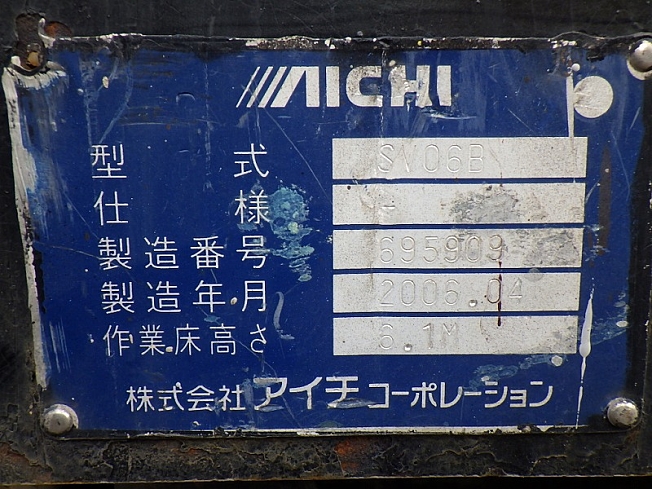 AICHI
型式 SV06B
仕様 -
製造番号 695909
製造年月 2006.04
作業床高さ 6.1M
株式会社 アイチ コーポレーション